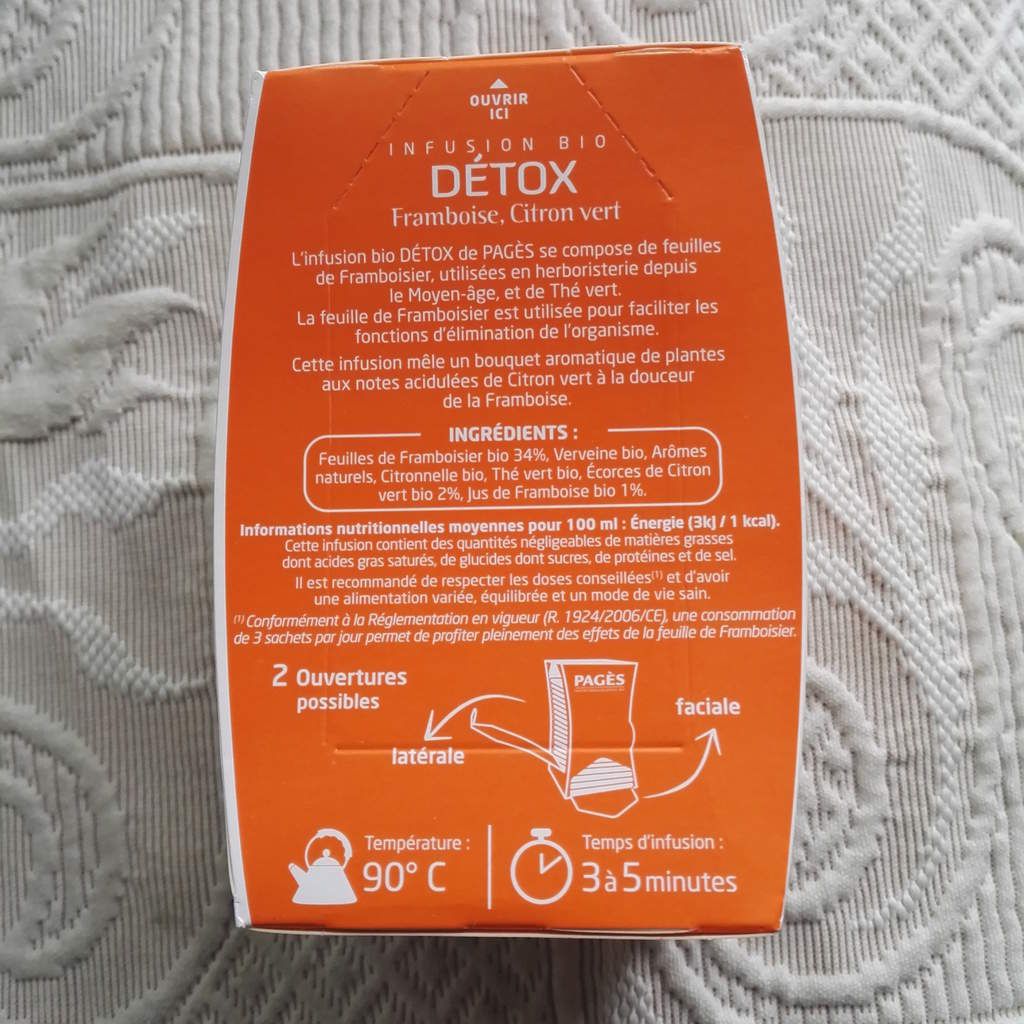 OUVRIR
ICI
INFUSION BIO
DÉTOX
Framboise, Citron vert
L'infusion bio DÉTOX de PAGÈS se compose de feuilles
de Framboisier, utilisées en herboristerie depuis
le Moyen-âge, et de Thé vert.
La feuille de Framboisier est utilisée pour faciliter les
fonctions d'élimination de l'organisme.
Cette infusion mêle un bouquet aromatique de plantes
aux notes acidulées de Citron vert à la douceur
de la Framboise.
INGRÉDIENTS :
Feuilles de Framboisier bio 34%, Verveine bio, Arômes
naturels, Citronnelle bio, Thé vert bio, Écorces de Citron
vert bio 2%, Jus de Framboise bio 1%.
Informations nutritionnelles moyennes pour 100 ml : Énergie (3kJ / 1 kcal).
Cette infusion contient des quantités négligeables de matières grasses
dont acides gras saturés, de glucides dont sucres, de protéines et de sel.
Il est recommandé de respecter les doses conseillées(1) et d'avoir
une alimentation variée, équilibrée et un mode de vie sain.
(1) Conformément à la Réglementation en vigueur (R. 1924/2006/CE), une consommation
de 3 sachets par jour permet de profiter pleinement des effets de la feuille de Framboisier.
2 Ouvertures
possibles
PAGÈS
faciale
latérale
Température :
90° C
Temps d'infusion :
3 à 5 minutes